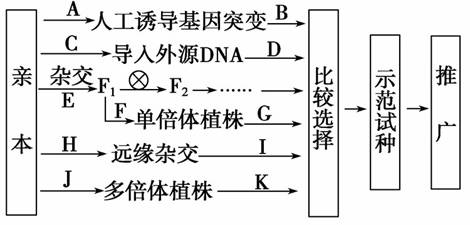 亲本
A 人工诱导基因突变 B
C 导入外源DNA D
杂交 E F₁ ⊗ F₂ ……
F 单倍体植株 G
H 远缘杂交 I
J 多倍体植株 K
比较选择
示范试种
推广